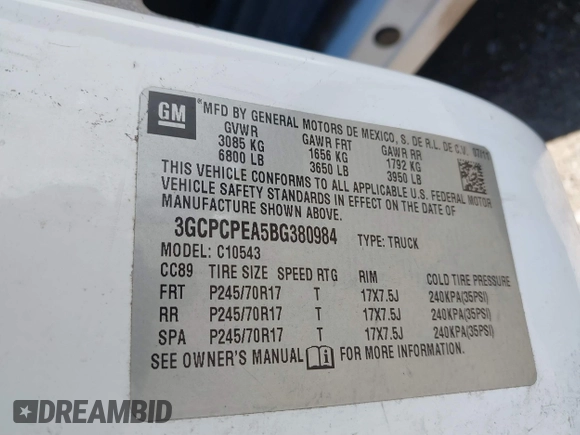 GM
®MFD BY GENERAL MOTORS DE MEXICO, S. DE R.L. DE C.V.
GVWR GAWR FRT GAWR RR
3085 KG 1656 KG 1792 KG
6800 LB 3650 LB 3950 LB
THIS VEHICLE CONFORMS TO ALL APPLICABLE U.S. FEDERAL MOTOR
VEHICLE SAFETY STANDARDS IN EFFECT ON THE DATE OF
MANUFACTURE SHOWN ABOVE.
3GCPCPEA5BG380984 TYPE: TRUCK
MODEL: C10543
CC89 TIRE SIZE SPEED RTG RIM COLD TIRE PRESSURE
FRT P245/70R17 T 17X7.5J 240KPA(35PSI)
RR P245/70R17 T 17X7.5J 240KPA(35PSI)
SPA P245/70R17 T 17X7.5J 240KPA(35PSI)
SEE OWNER'S MANUAL FOR MORE INFORMATION.
DREAMBID